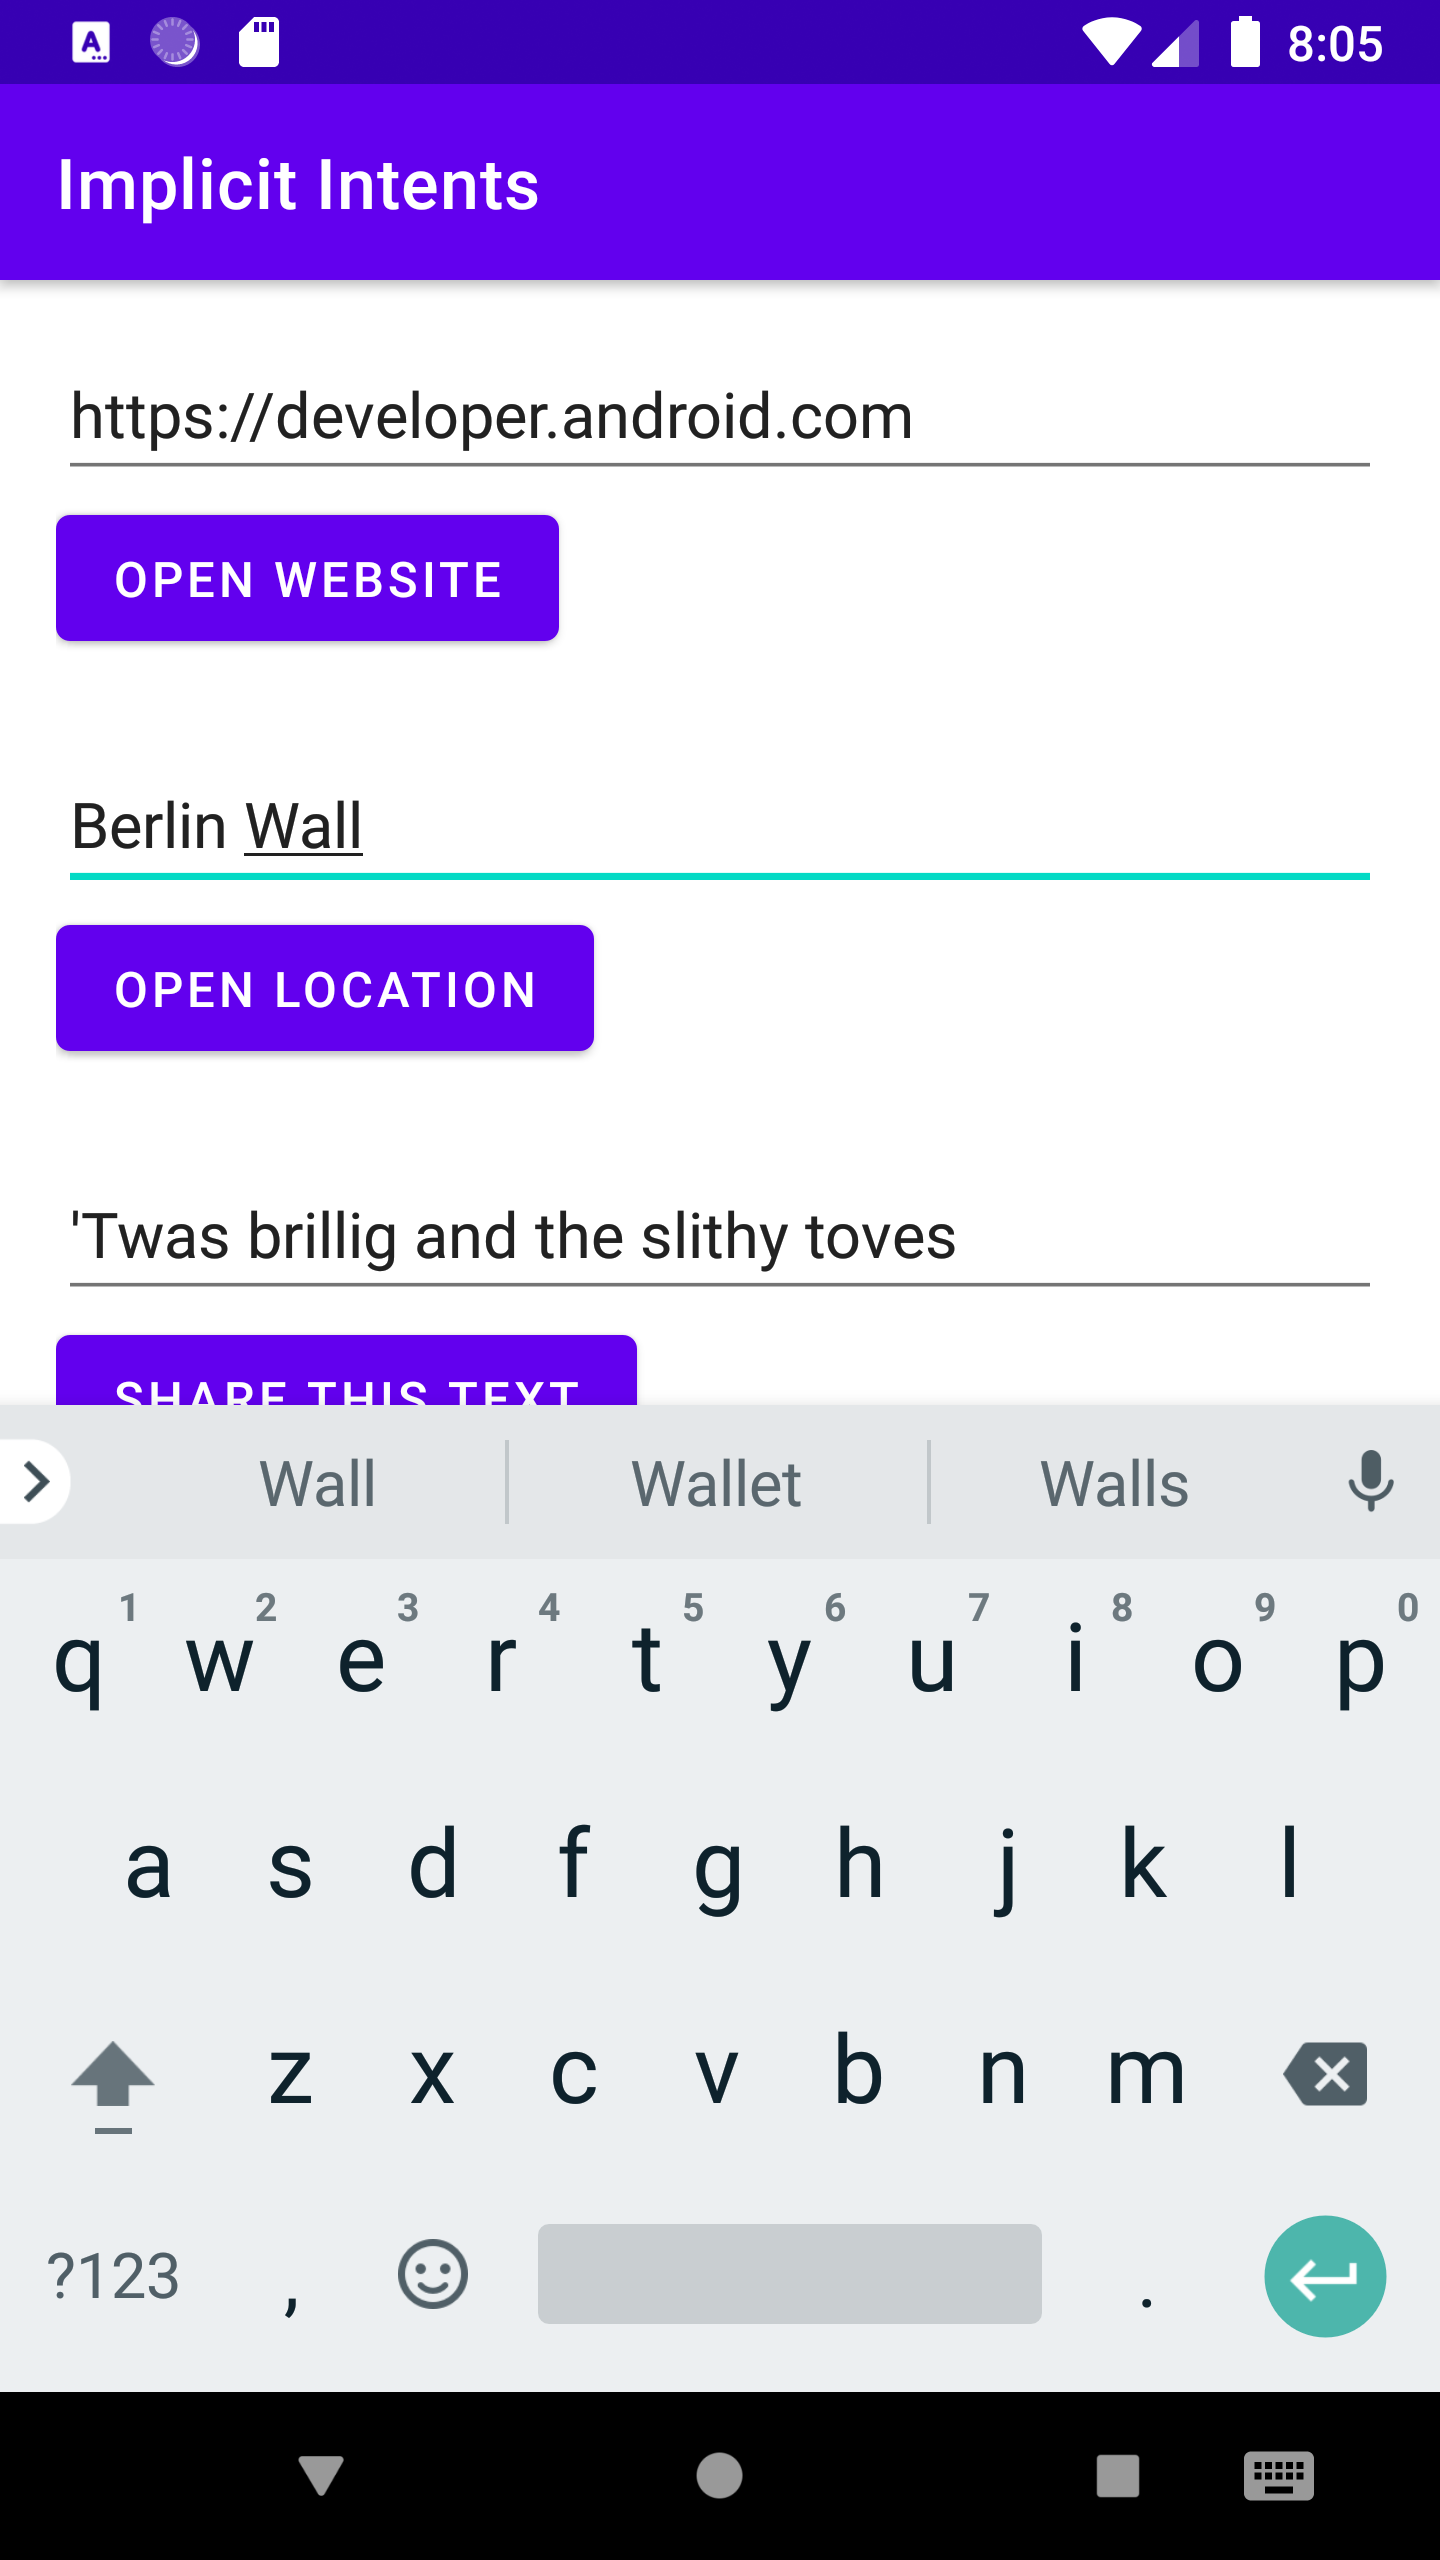 8:05
Implicit Intents
https://developer.android.com
OPEN WEBSITE
Berlin Wall
OPEN LOCATION
'Twas brillig and the slithy toves
SHARE THIS TEXT
Wall Wallet Walls
1 2 3 4 5 6 7 8 9 0
q w e r t y u i o p
a s d f g h j k l
z x c v b n m
?123 , .